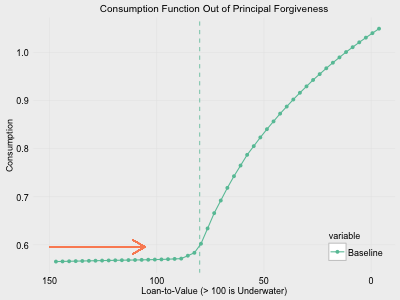 Consumption Function Out of Principal Forgiveness
Consumption
1.0
0.9
0.8
0.7
0.6
variable
Baseline
150 100 50 0
Loan-to-Value (> 100 is Underwater)